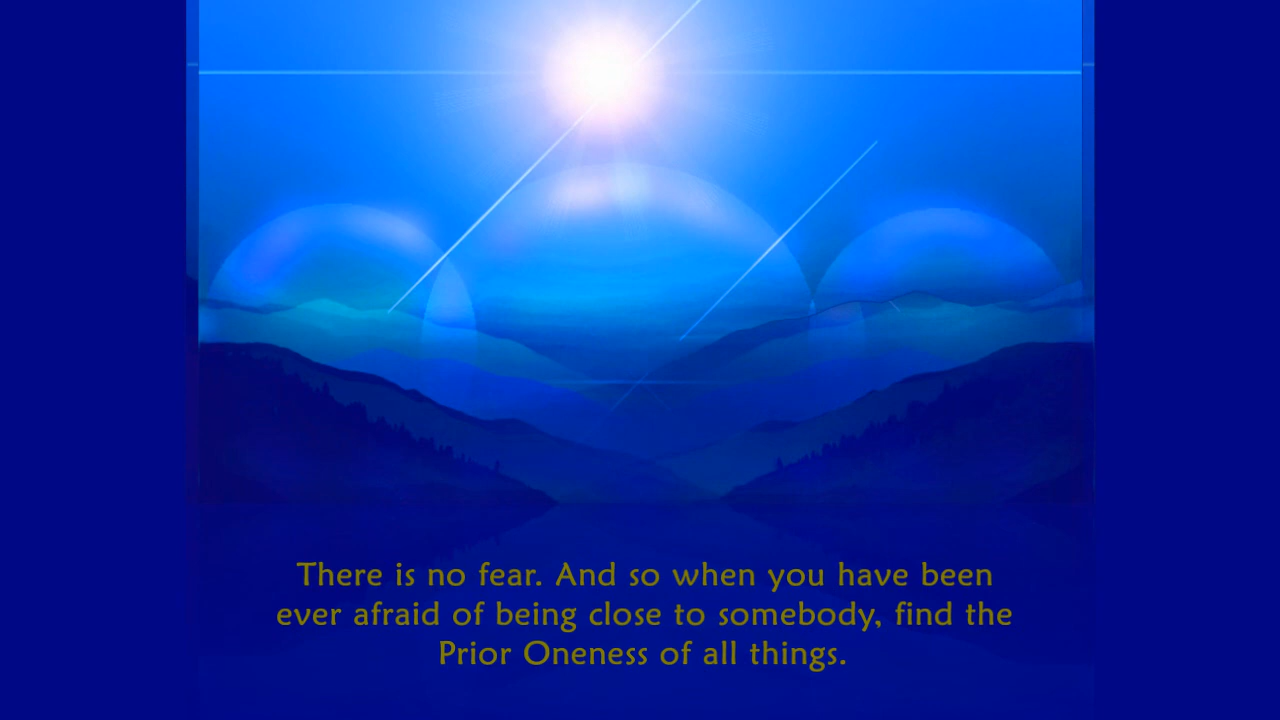 There is no fear. And so when you have been
ever afraid of being close to somebody, find the
Prior Oneness of all things.